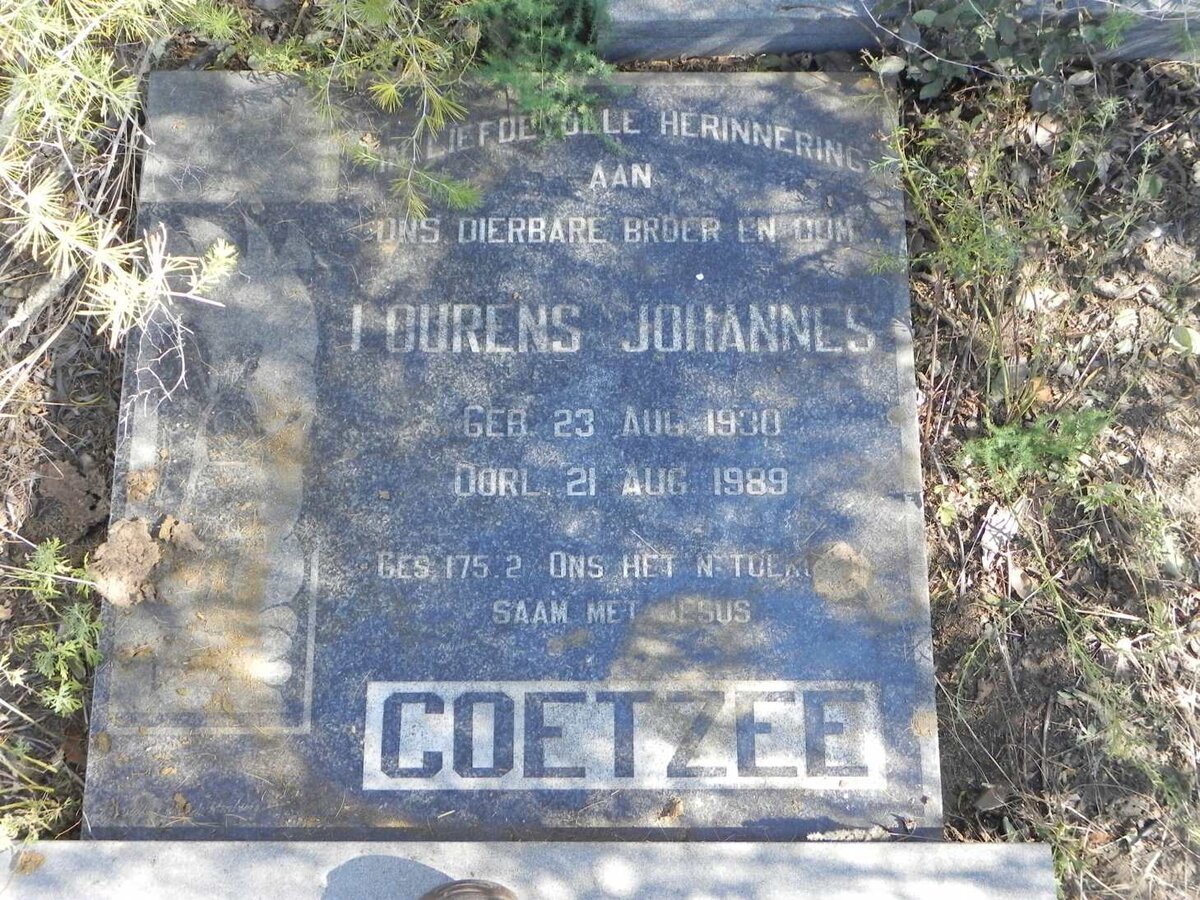 LIEFDEVOLLE HERINNERING
AAN
ONS DIERBARE BROER EN OOM
LOURENS JOHANNES
GEB. 23 AUG. 1930
OORL. 21 AUG. 1989
GES. 175.2 ONS HET N
SAAM MET JESUS
COETZEE